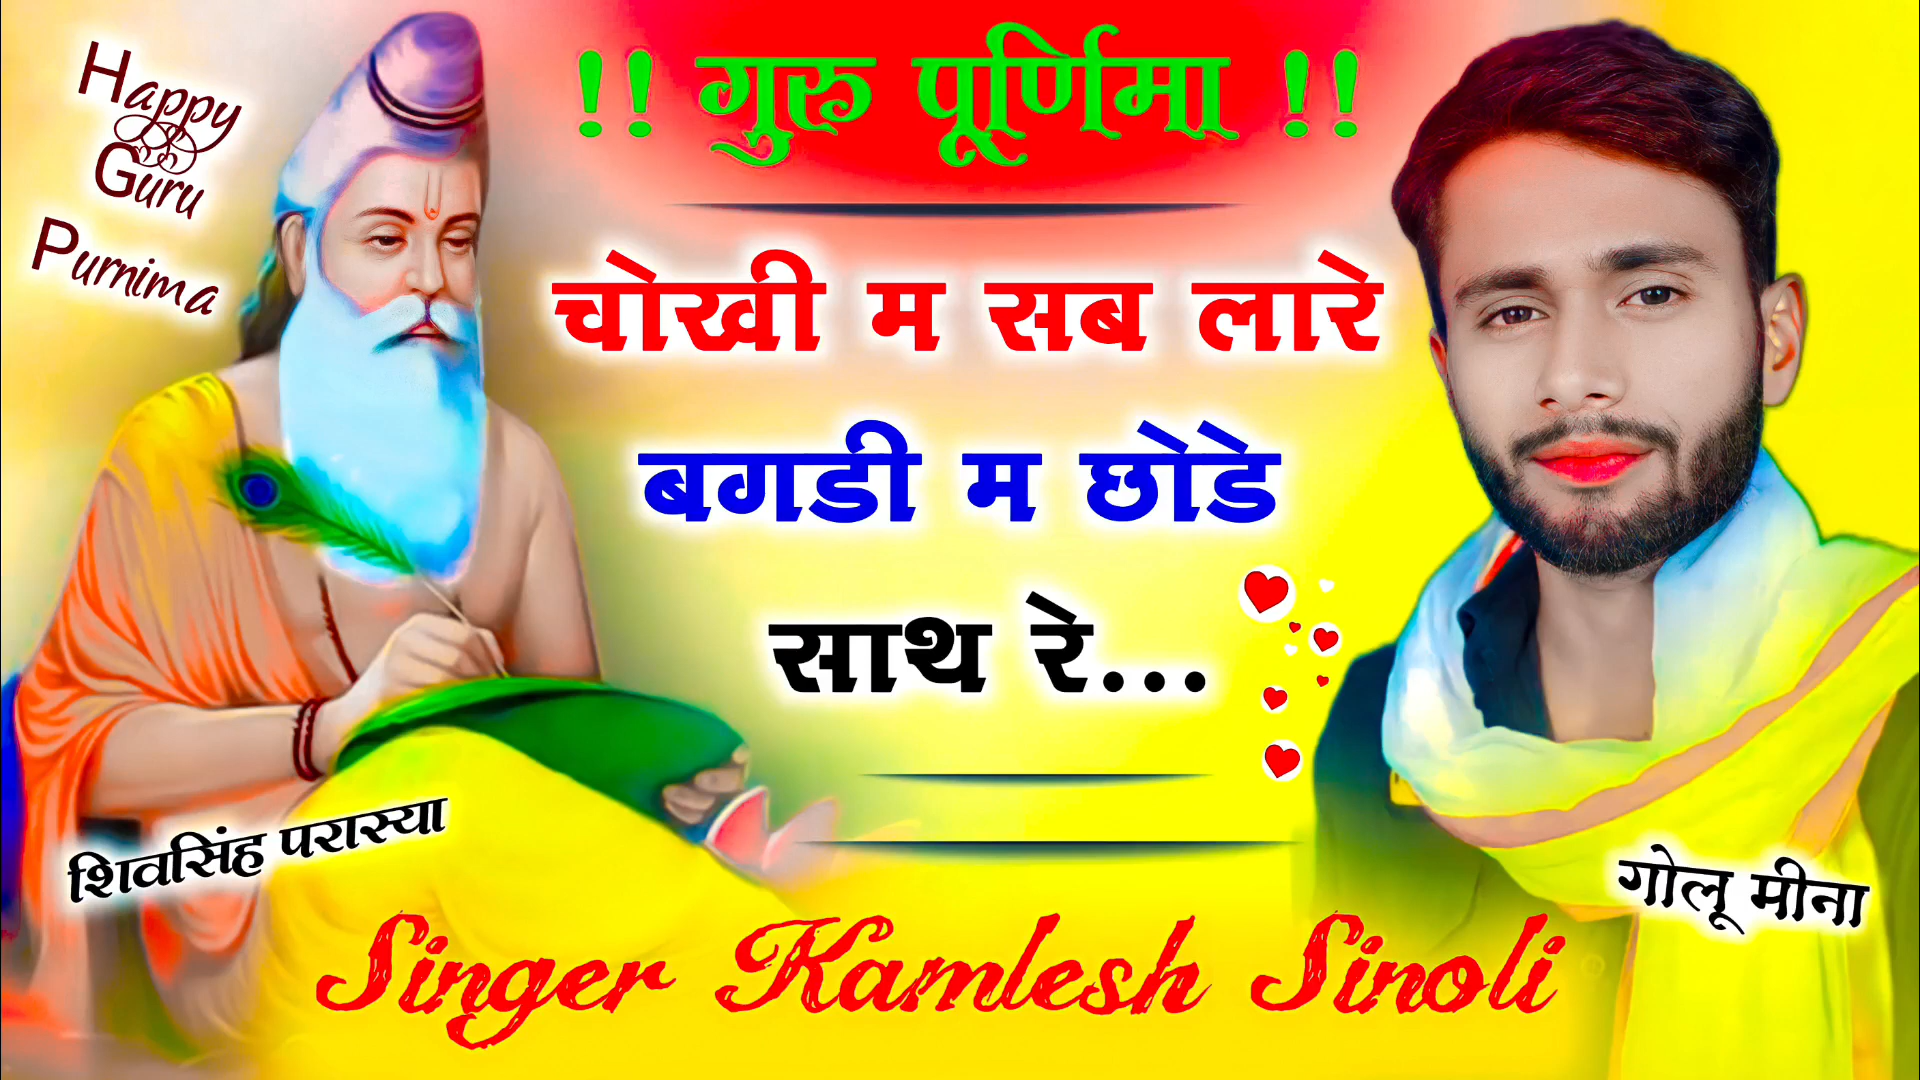 Happy
Guru
Purnima
!! गुरु पूर्णिमा !!
चोखी म सब लारे
बगडी म छोडे
साथ रे...
शिवसिंह परास्या
गोलू मीना
Singer Kamlesh Sinoli